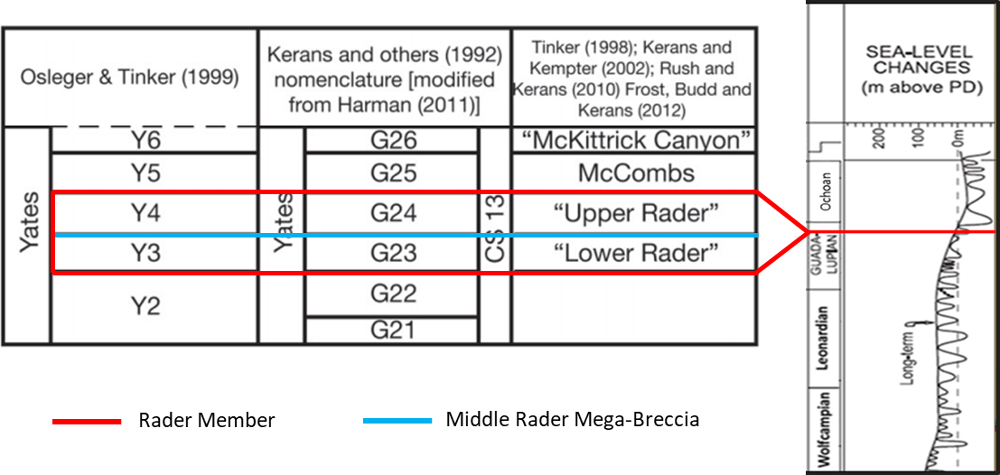 Osleger & Tinker (1999)
Kerans and others (1992)
nomenclature [modified
from Harman (2011)]
Tinker (1998); Kerans and
Kempter (2002); Rush and
Kerans (2010) Frost, Budd and
Kerans (2012)
Yates
Y6
Y5
Y4
Y3
Y2
Yates
G26
G25
G24
G23
G22
G21
CS 13
“McKittrick Canyon”
McCombs
“Upper Rader”
“Lower Rader”
Rader Member
Middle Rader Mega-Breccia
SEA-LEVEL
CHANGES
(m above PD)
200 100 0m
Ochoan
GUADA-
LUPIAN
Leonardian
Wolfcampian
Long-term